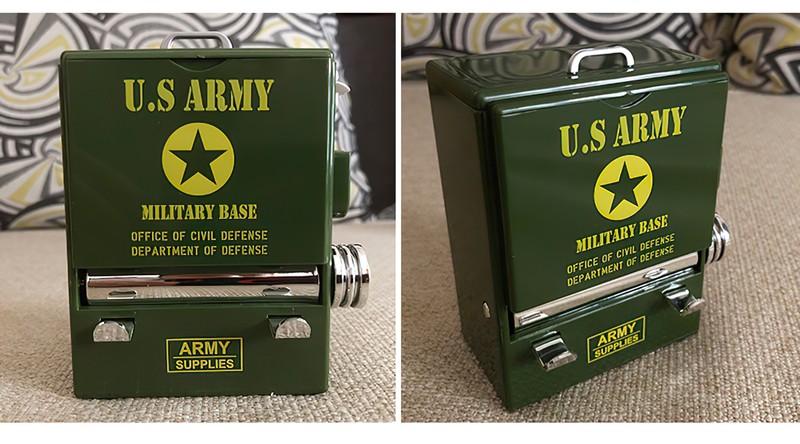 U.S ARMY
MILITARY BASE
OFFICE OF CIVIL DEFENSE
DEPARTMENT OF DEFENSE
ARMY
SUPPLIES
U.S ARMY
MILITARY BASE
OFFICE OF CIVIL DEFENSE
DEPARTMENT OF DEFENSE
ARMY
SUPPLIES